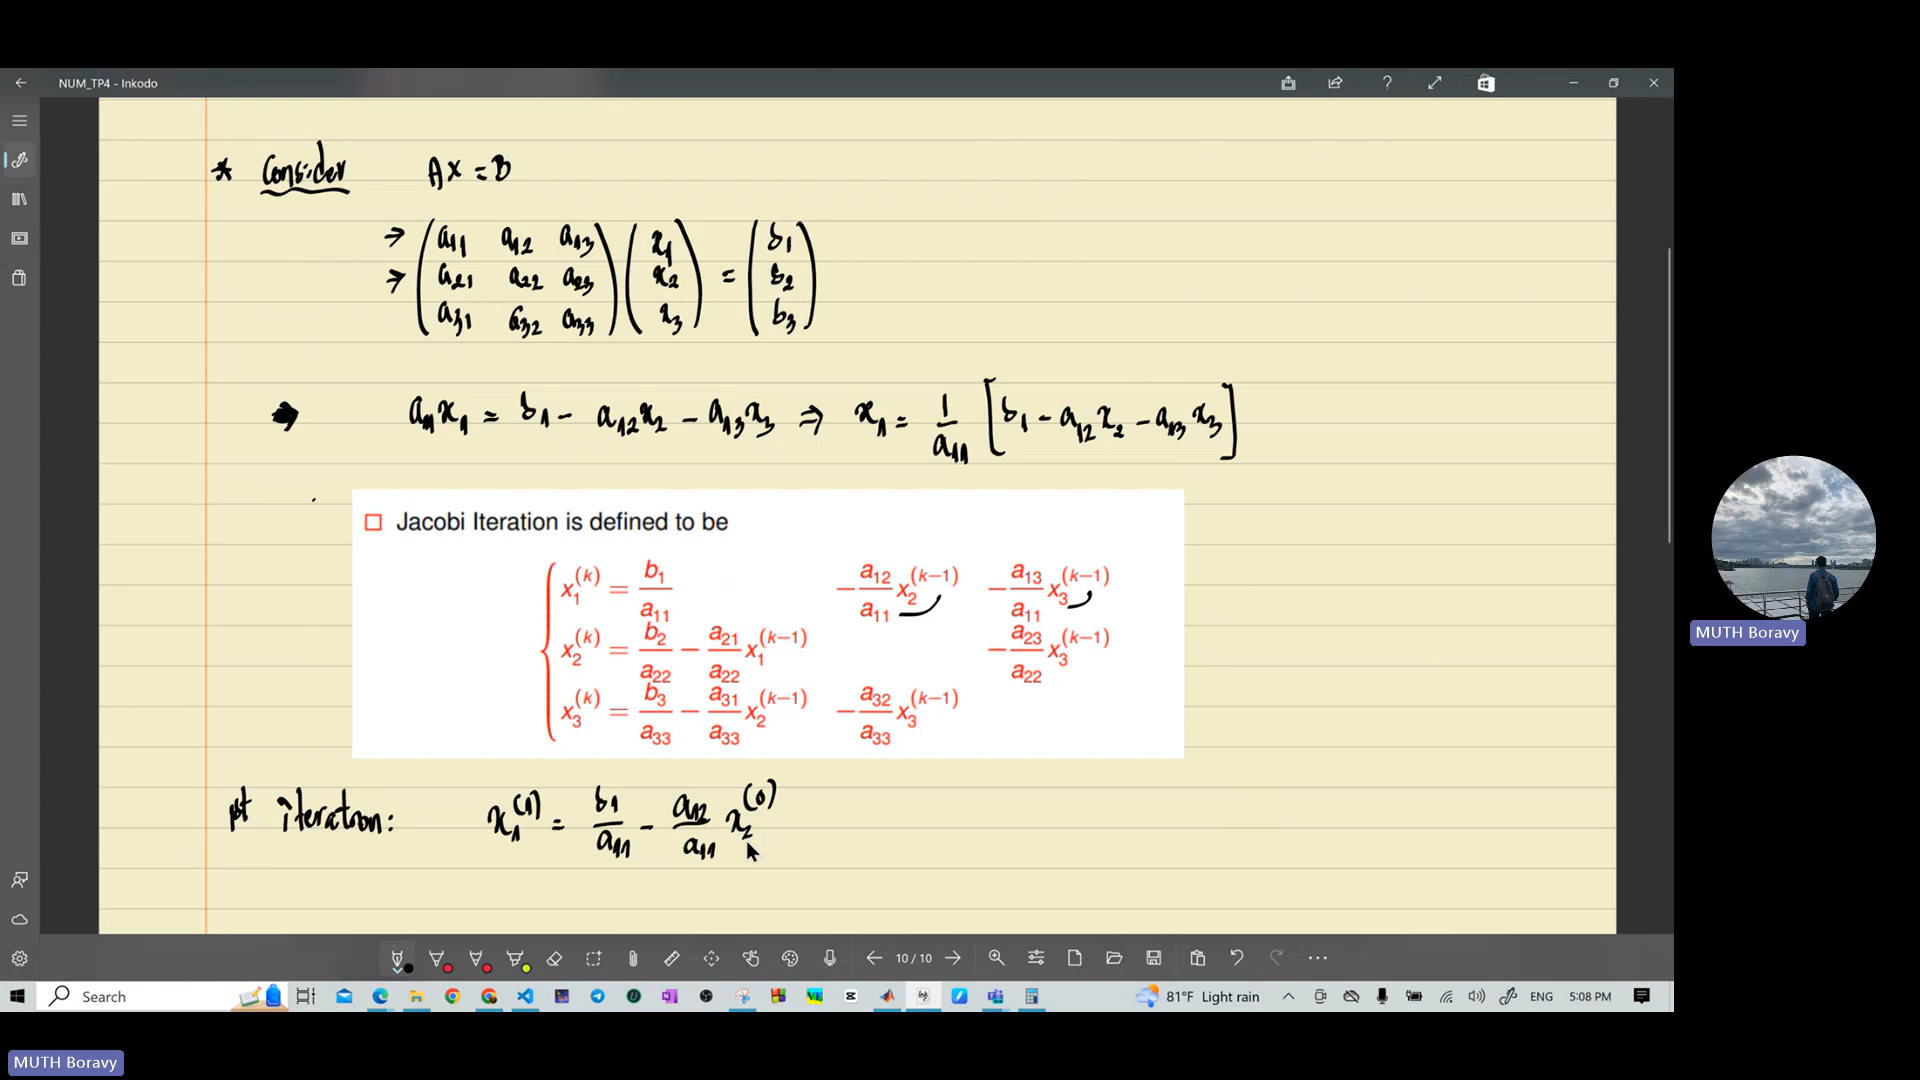 NUM_TP4 - Inkodo
* Consider AX = B
→ ( a11 a12 a13 ) ( x1 ) = ( b1 )
→ ( a21 a22 a23 ) ( x2 ) = ( b2 )
( a31 a32 a33 ) ( x3 ) = ( b3 )
→ a11x1 = b1 - a12x2 - a13x3 ⇒ x1 = 1/a11 [b1 - a12x2 - a13x3]
Jacobi Iteration is defined to be
x1^(k) = b1/a11 − a12/a11 x2^(k−1) − a13/a11 x3^(k−1)
x2^(k) = b2/a22 − a21/a22 x1^(k−1) − a23/a22 x3^(k−1)
x3^(k) = b3/a33 − a31/a33 x2^(k−1) − a32/a33 x3^(k−1)
1st iteration: x1^(1) = b1/a11 - a12/a11 x2^(0)
MUTH Boravy
10 / 10
Search
81°F Light rain
ENG
5:08 PM
MUTH Boravy